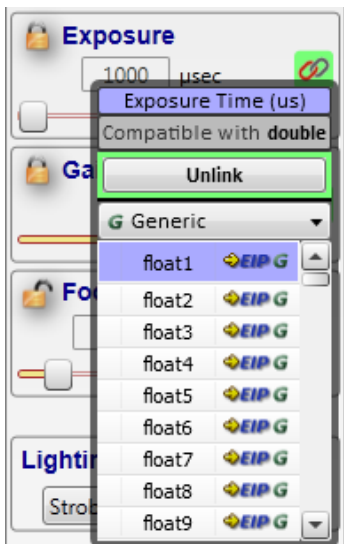 Exposure
1000 µsec
Exposure Time (us)
Compatible with double
Ga
Unlink
G Generic
float1 EIP G
float2 EIP G
Fo
float3 EIP G
float4 EIP G
float5 EIP G
float6 EIP G
Lightin
float7 EIP G
float8 EIP G
Strob
float9 EIP G